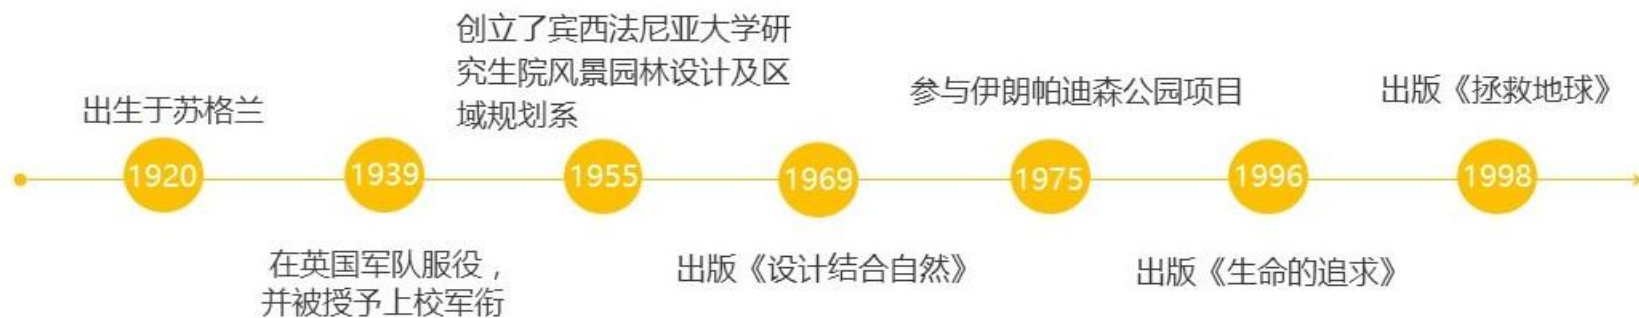 创立了宾西法尼亚大学研
究生院风景园林设计及区
域规划系
出生于苏格兰
参与伊朗帕迪森公园项目
出版《拯救地球》
1920
1939
1955
1969
1975
1996
1998
在英国军队服役，
并被授予上校军衔
出版《设计结合自然》
出版《生命的追求》